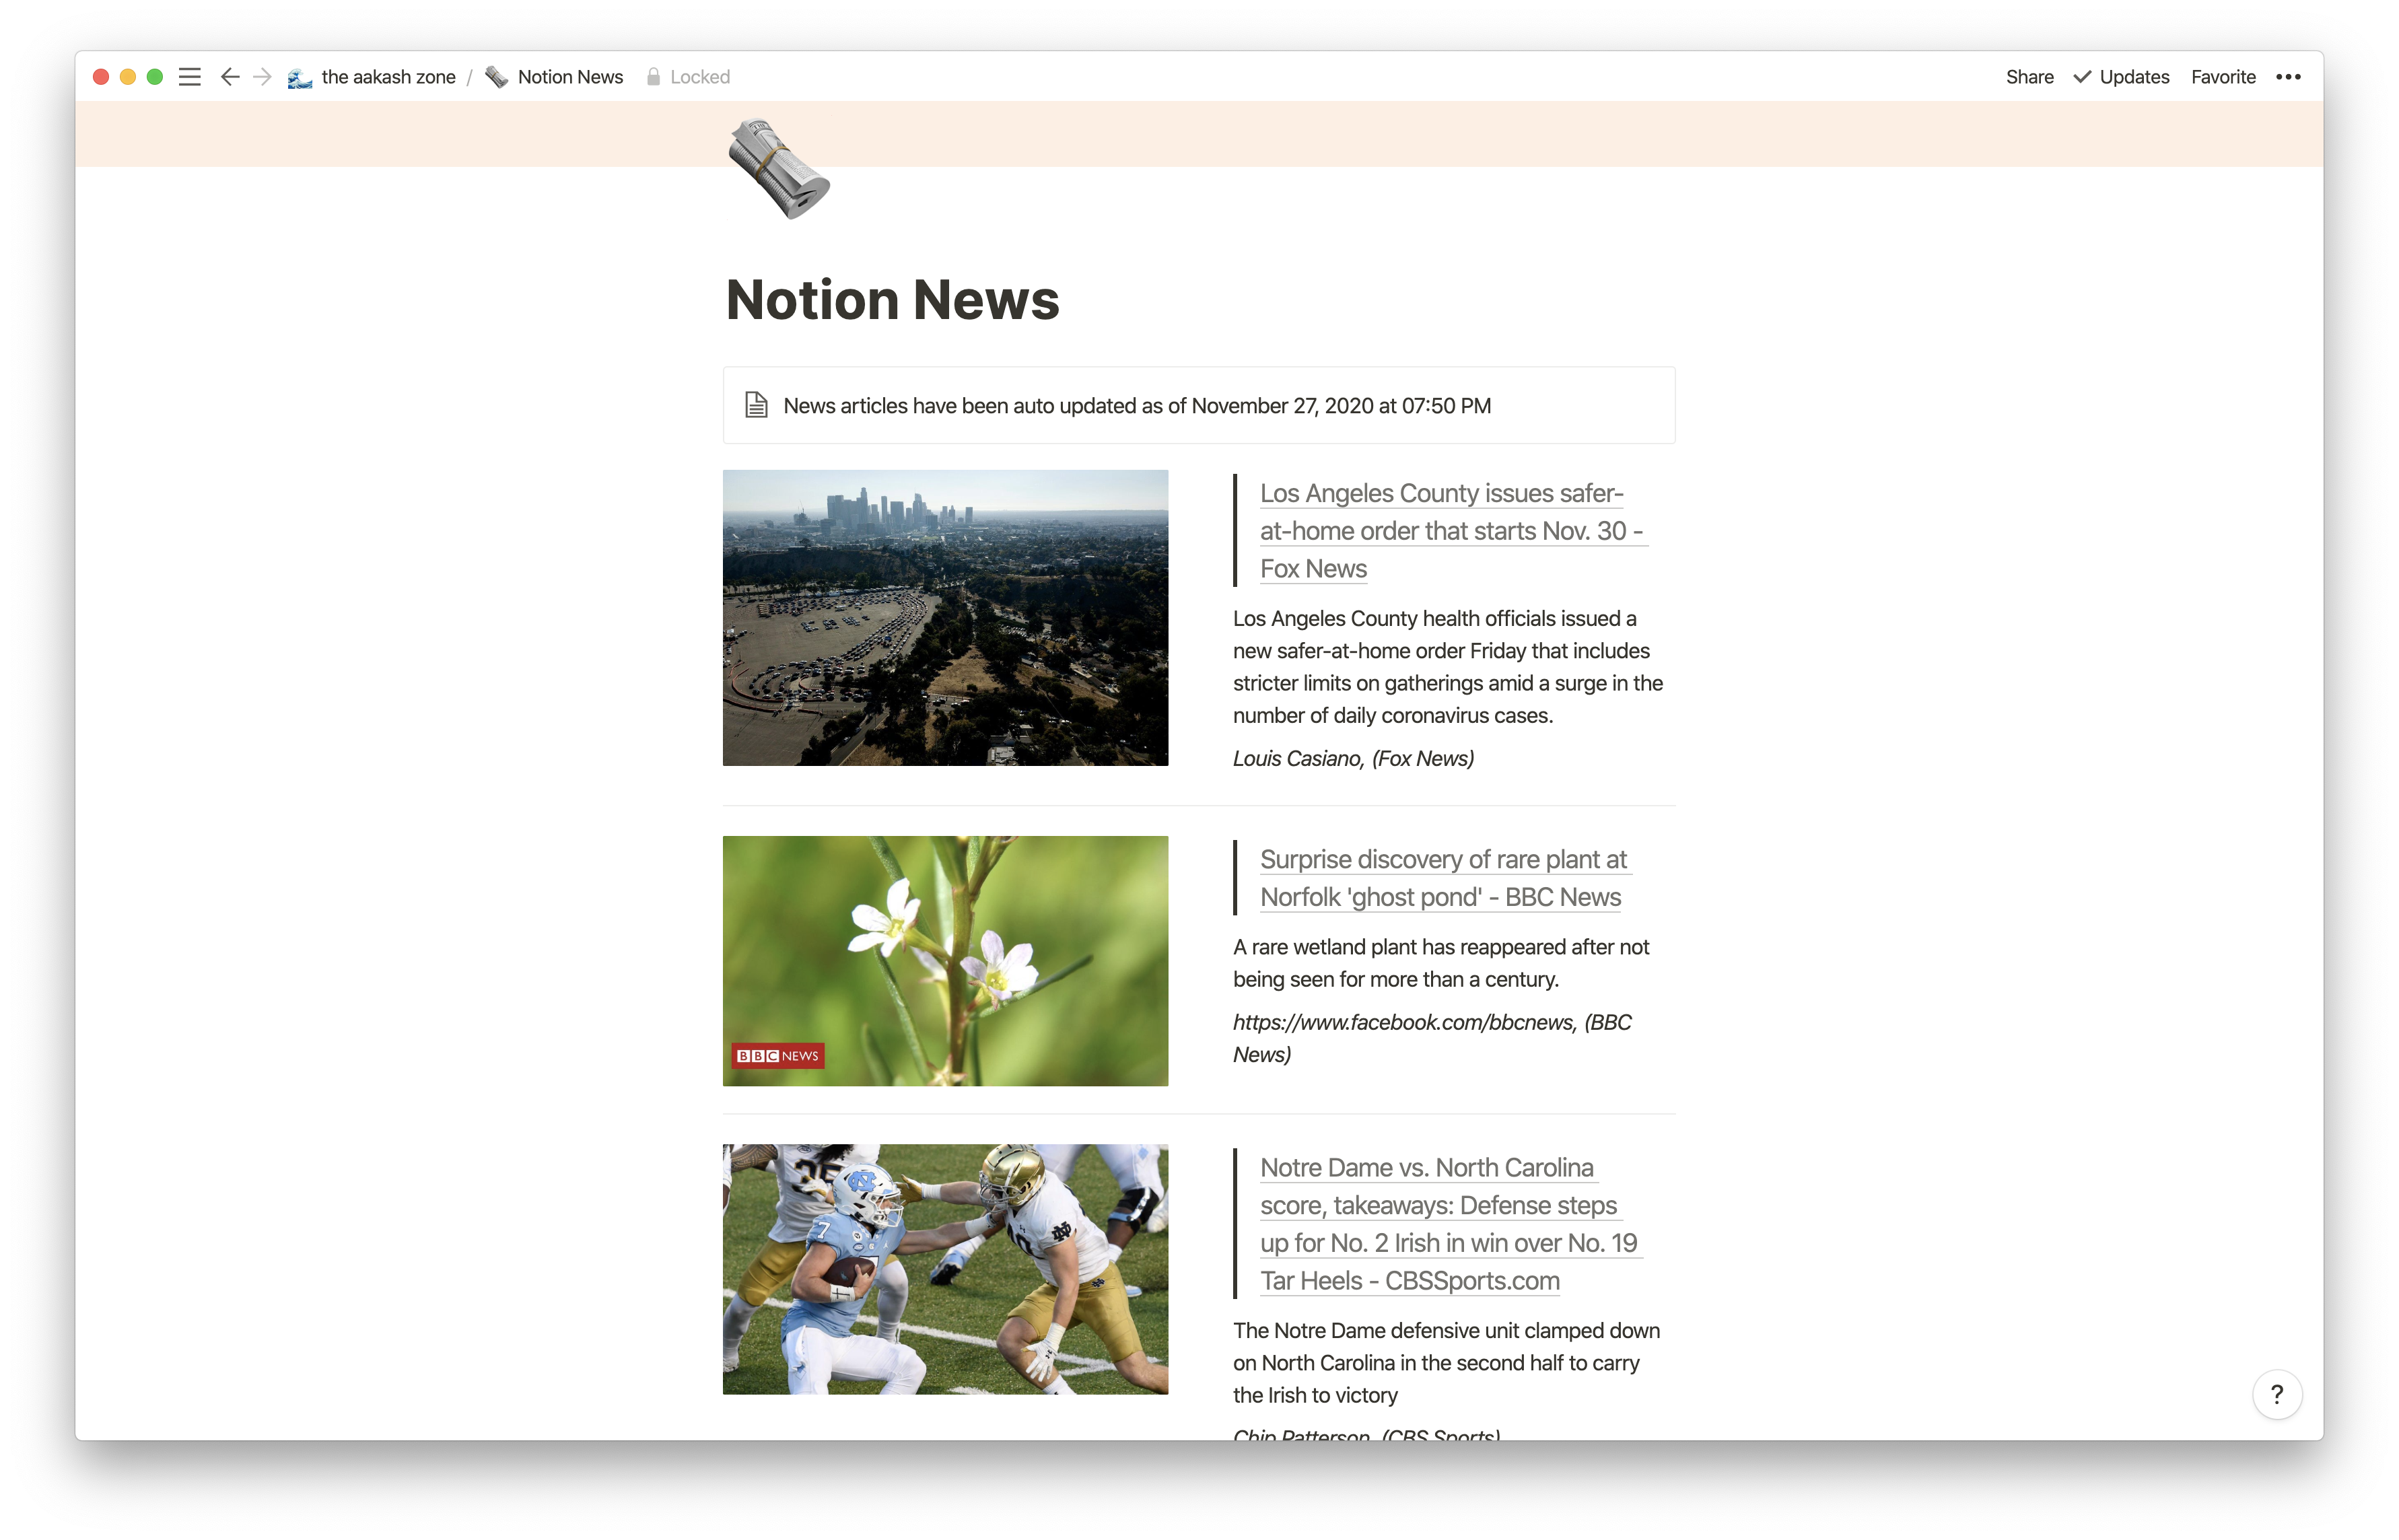 the aakash zone / Notion News Locked Share Updates Favorite •••
Notion News
News articles have been auto updated as of November 27, 2020 at 07:50 PM
Los Angeles County issues safer-
at-home order that starts Nov. 30 -
Fox News
Los Angeles County health officials issued a
new safer-at-home order Friday that includes
stricter limits on gatherings amid a surge in the
number of daily coronavirus cases.
Louis Casiano, (Fox News)
BBC NEWS
Surprise discovery of rare plant at
Norfolk 'ghost pond' - BBC News
A rare wetland plant has reappeared after not
being seen for more than a century.
https://www.facebook.com/bbcnews, (BBC
News)
7
Notre Dame vs. North Carolina
score, takeaways: Defense steps
up for No. 2 Irish in win over No. 19
Tar Heels - CBSSports.com
The Notre Dame defensive unit clamped down
on North Carolina in the second half to carry
the Irish to victory
Chip Patterson, (CBS Sports)
?